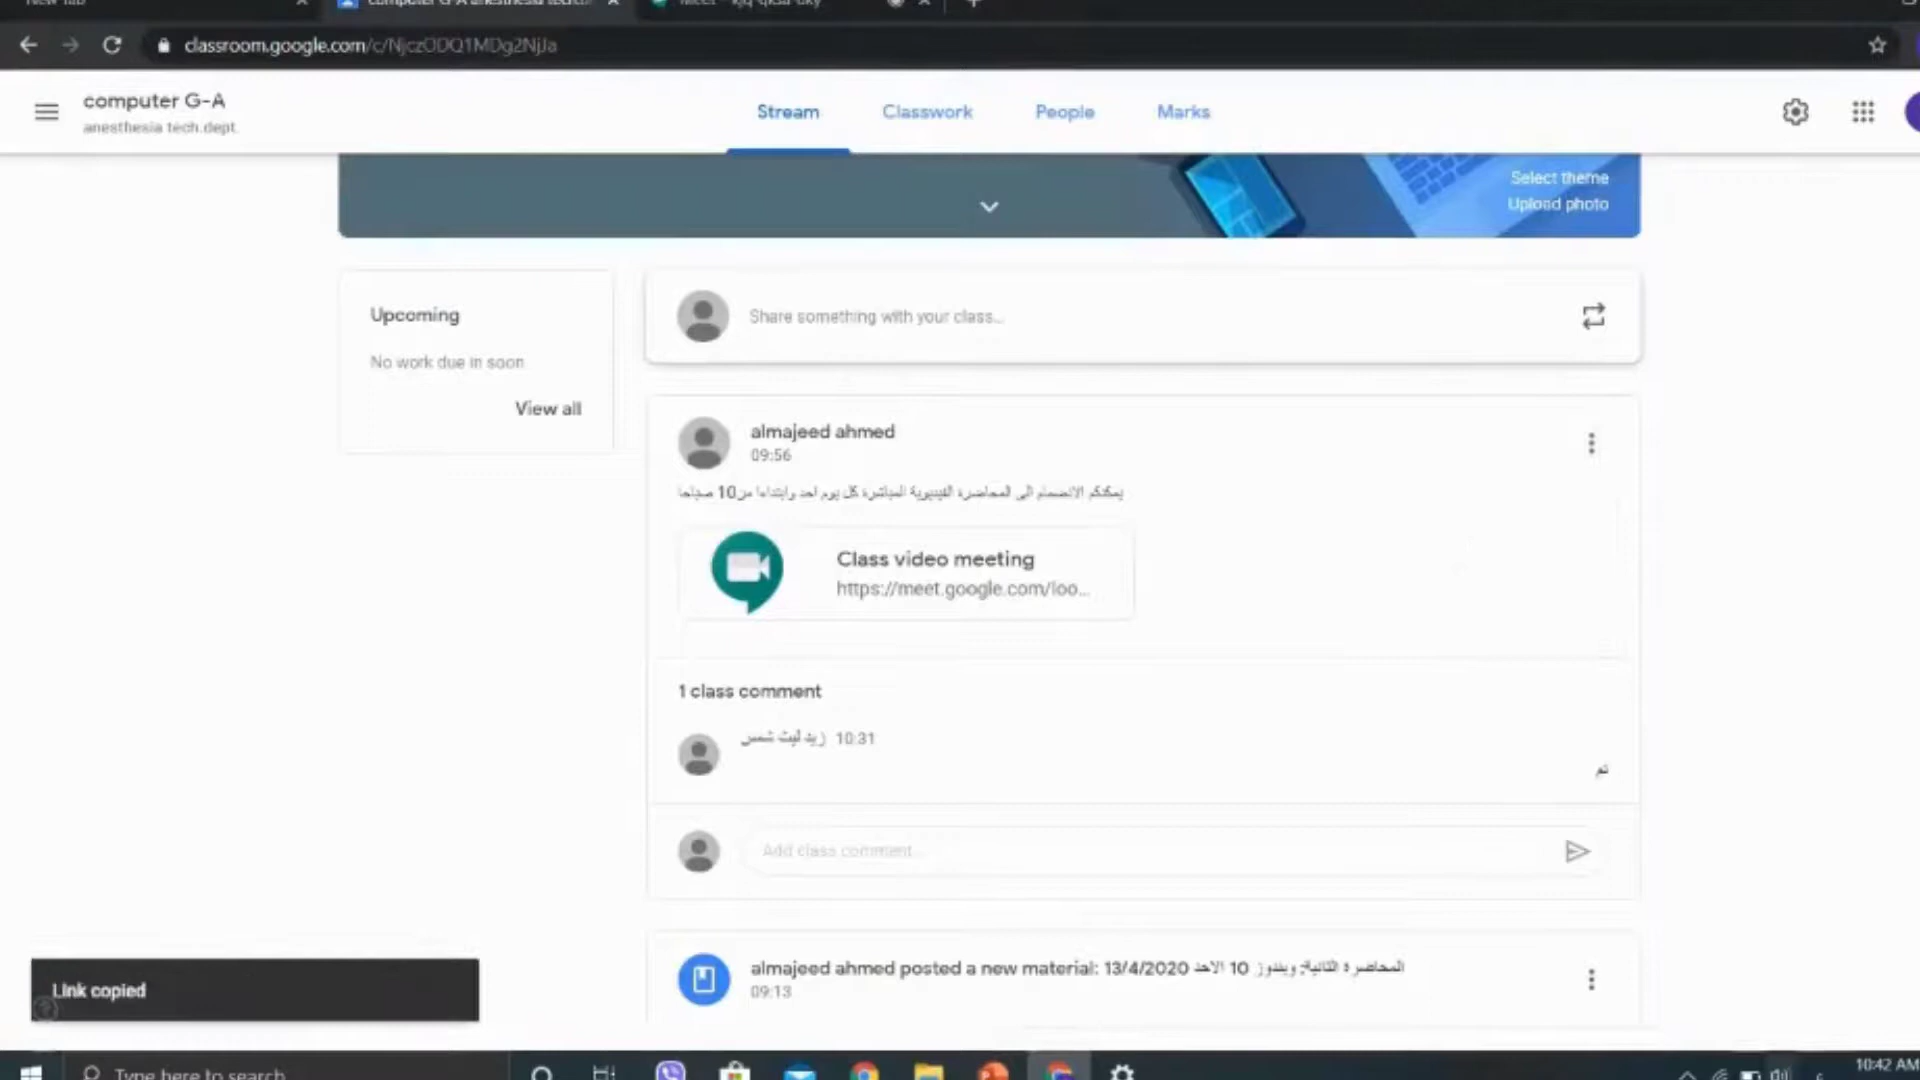 classroom.google.com/c/NjczODQ1MDg2NjJa
computer G-A
anesthesia tech.dept
Stream
Classwork
People
Marks
Select theme
Upload photo
Upcoming
No work due in soon
View all
Share something with your class...
almajeed ahmed
09:56
يمكنكم الانضمام الى المحاضرة الفيديوية المباشرة كل يوم احد وابتداءا من10 صباحا
Class video meeting
https://meet.google.com/loo...
1 class comment
زيد ليث شمس 10:31
تم
Add class comment...
almajeed ahmed posted a new material: المحاضرة الثانية: ويندوز 10 الاحد 13/4/2020
09:13
Link copied
Type here to search
10:42 AM